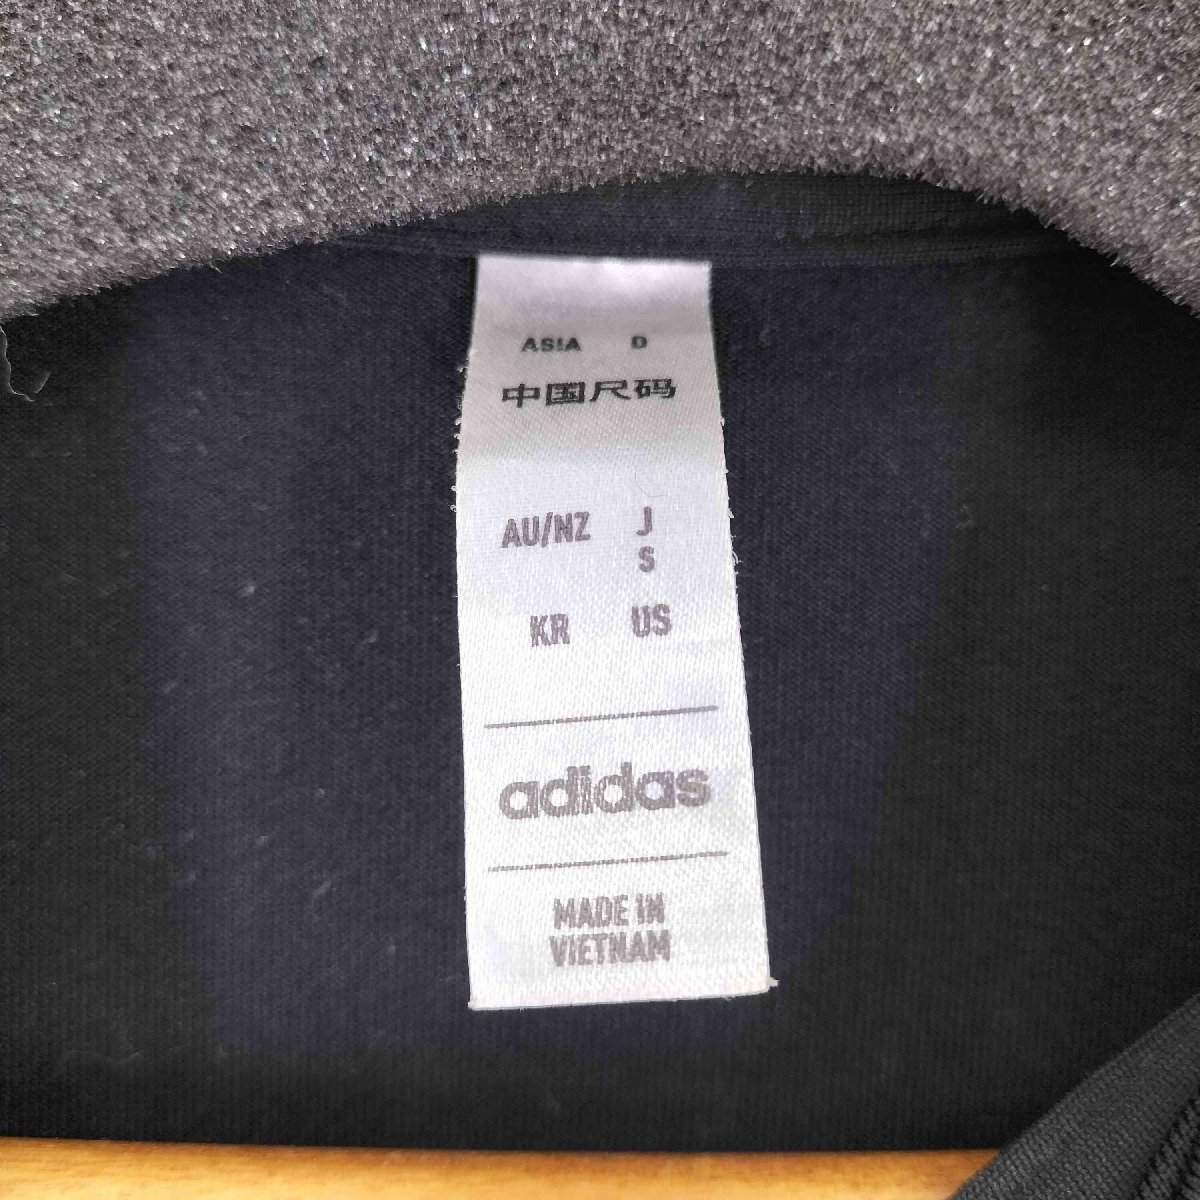 ASIA D
中国尺码
AU/NZ J
S
KR US
adidas
MADE IN
VIETNAM